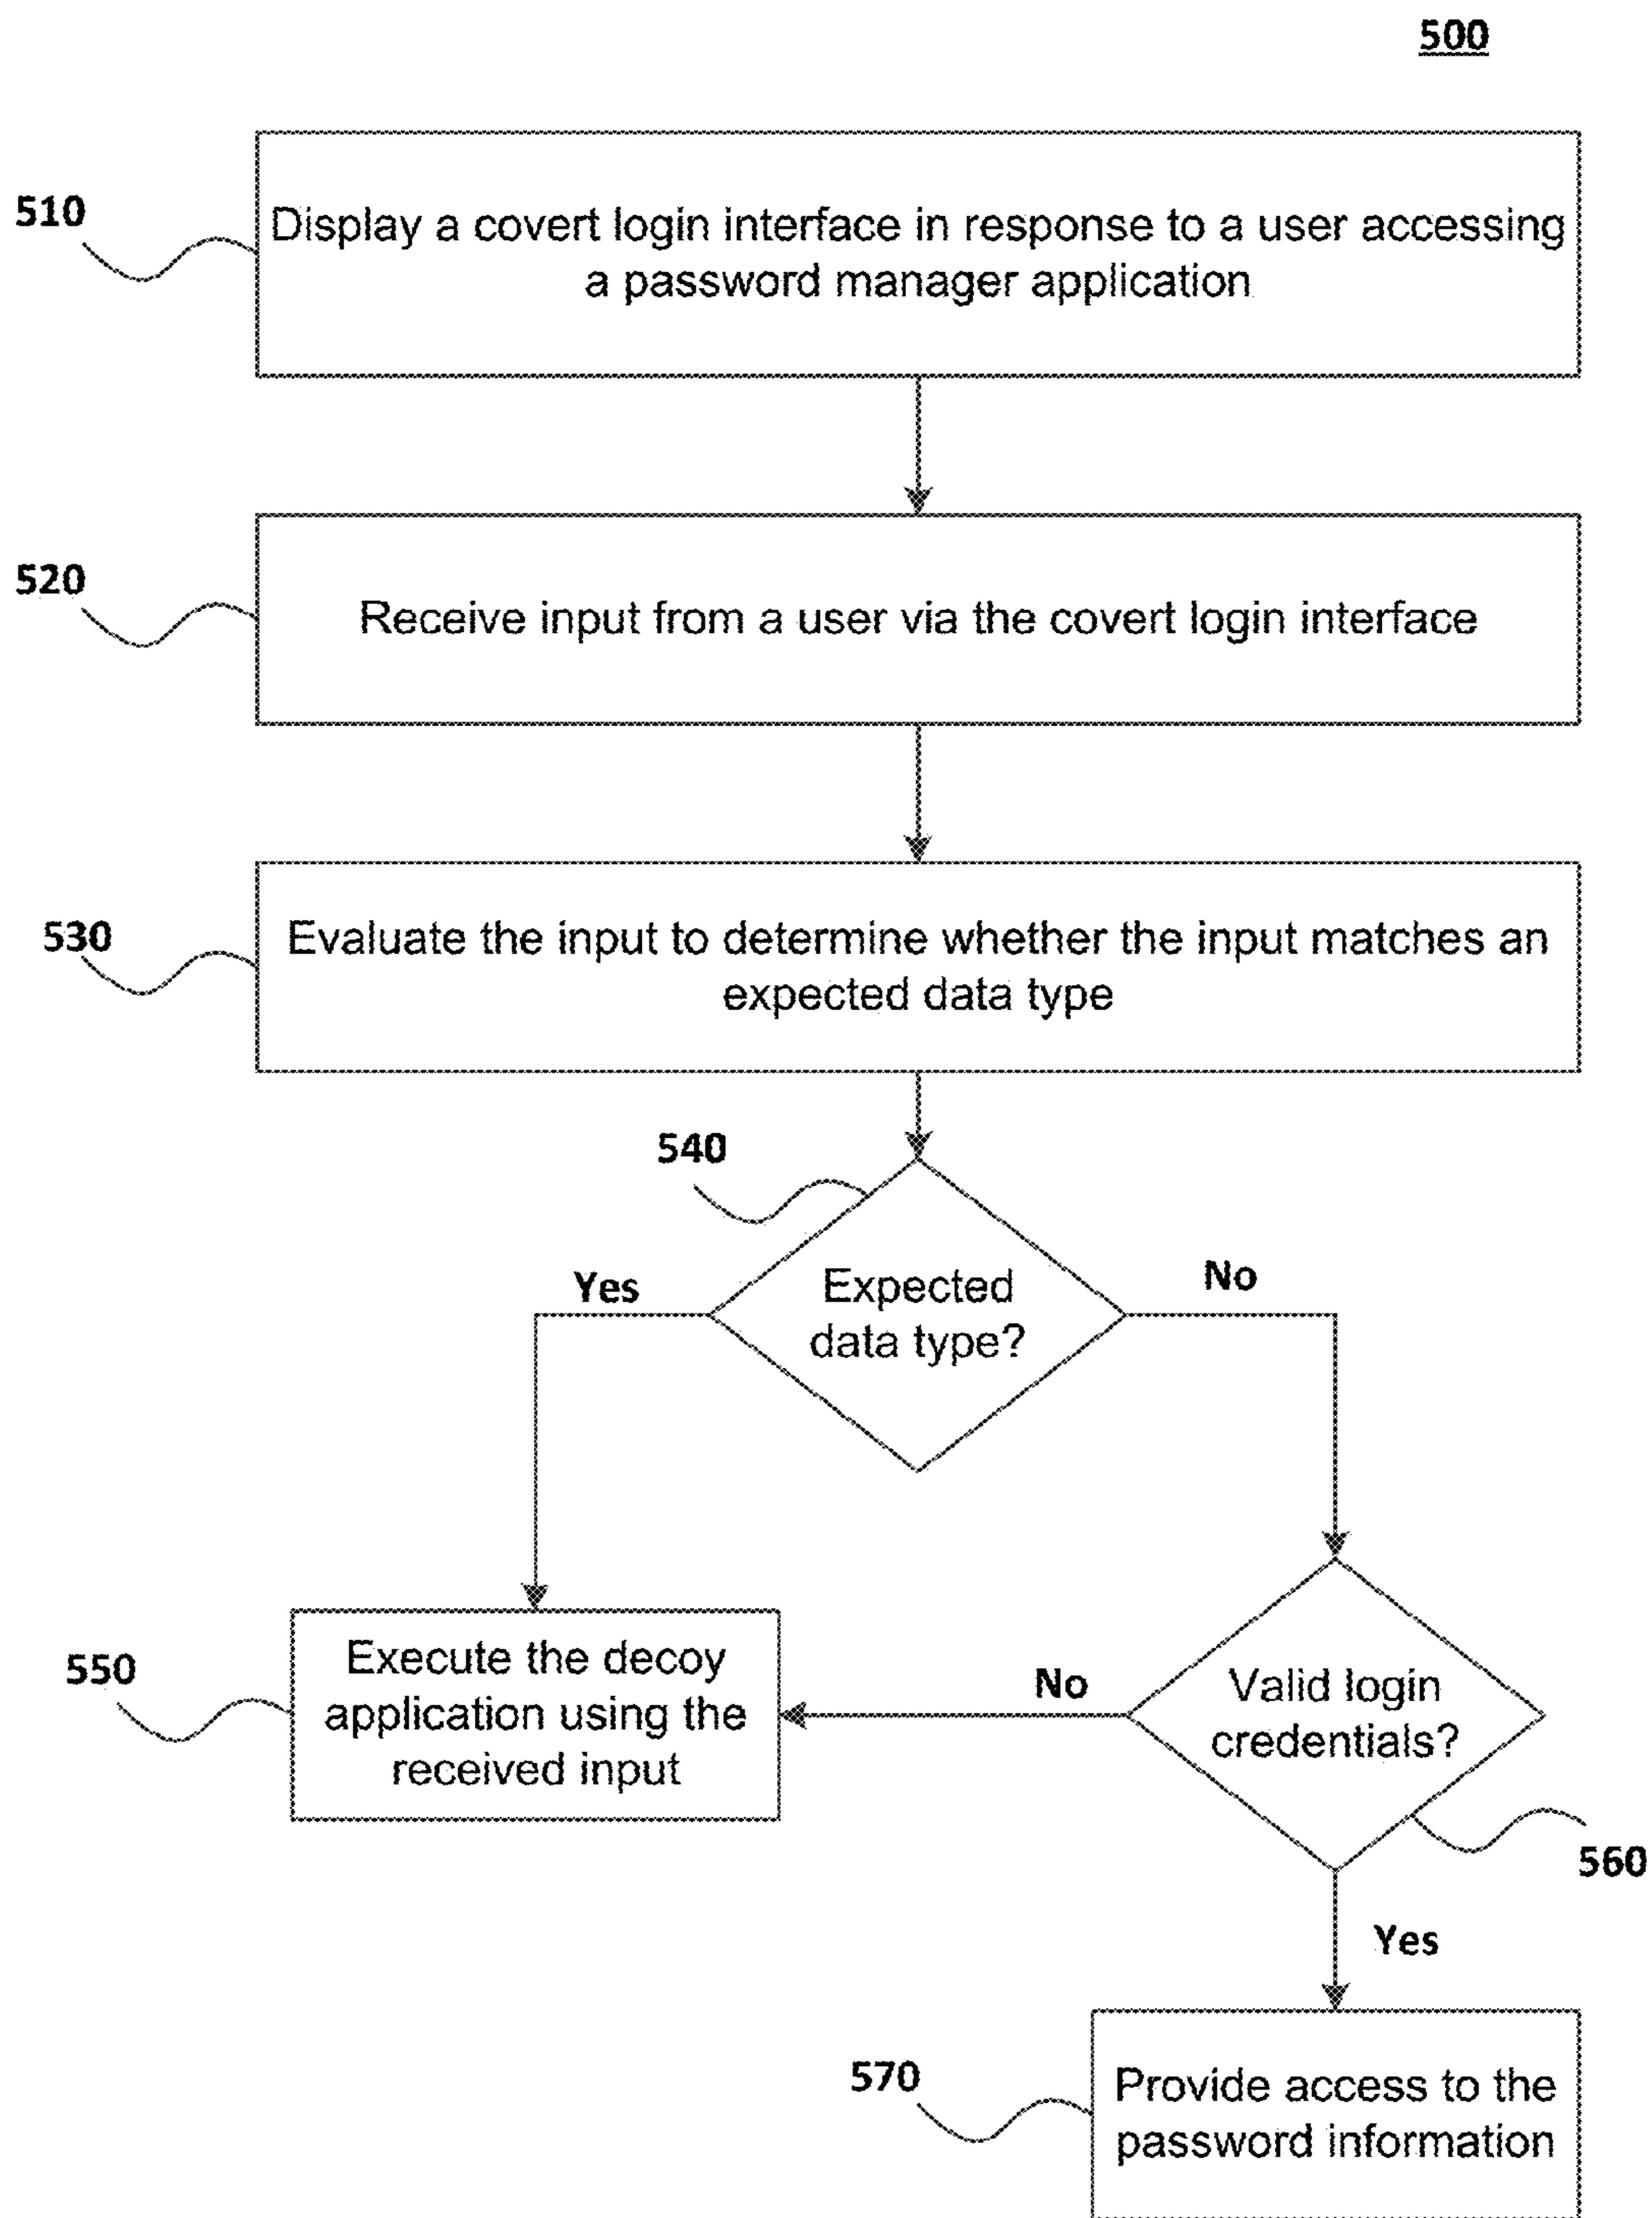 500
510
Display a covert login interface in response to a user accessing
a password manager application
520
Receive input from a user via the covert login interface
530
Evaluate the input to determine whether the input matches an
expected data type
540
Yes
Expected
data type?
No
550
Execute the decoy
application using the
received input
No
Valid login
credentials?
560
Yes
570
Provide access to the
password information